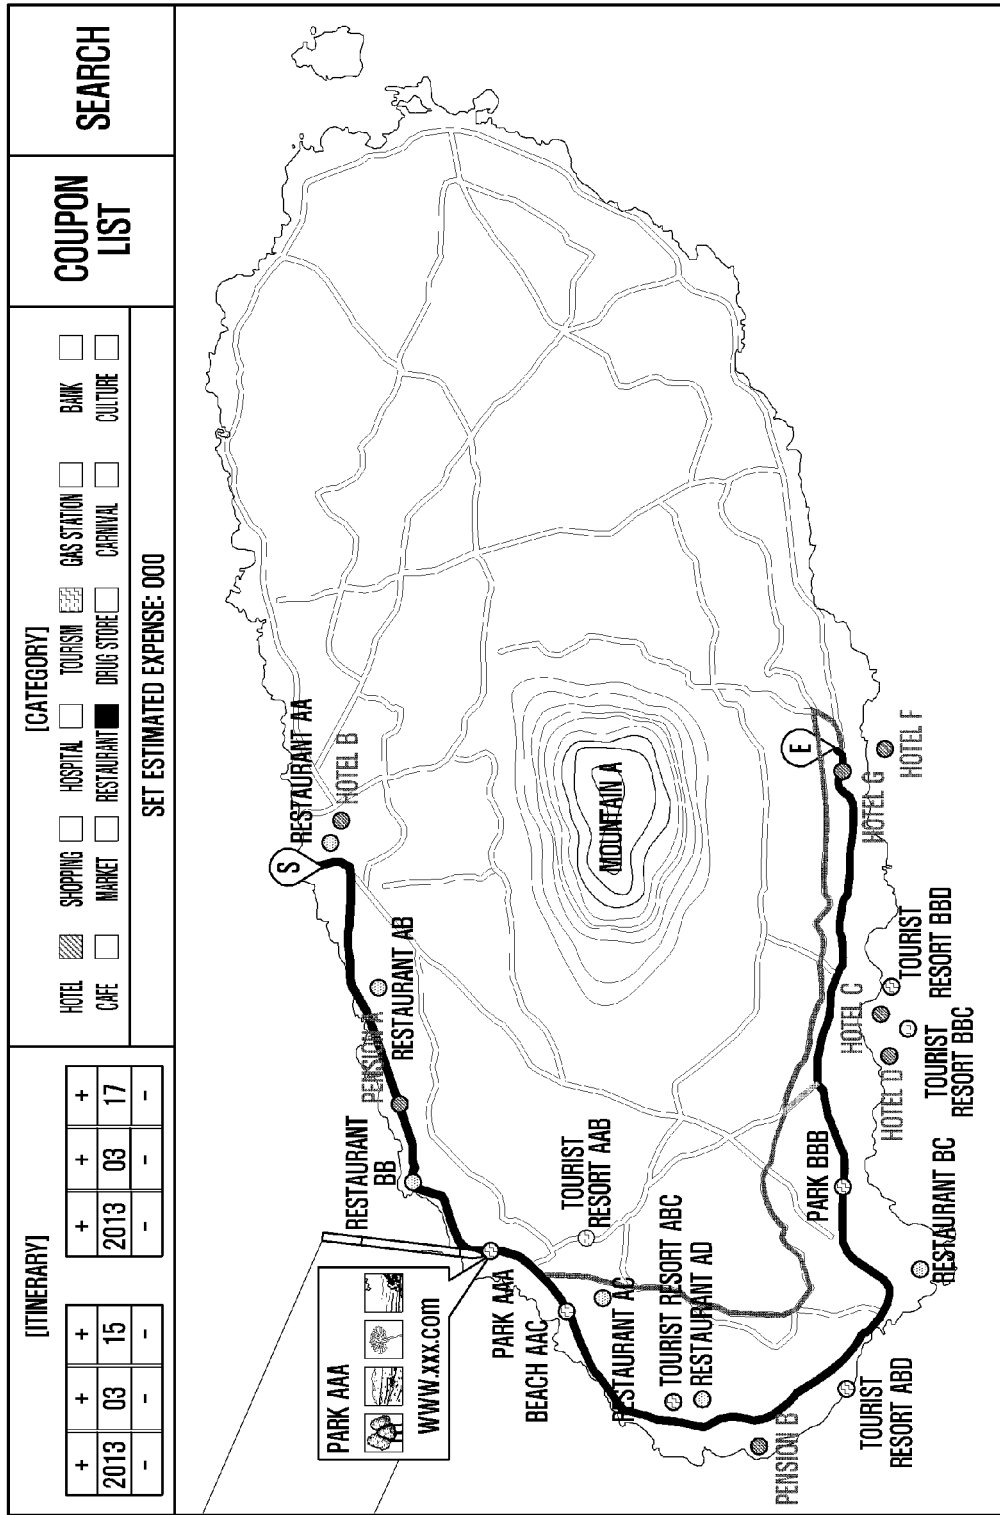 [ITINERARY]
+ + +
2013 03 15
- - -
+ + +
2013 03 17
- - -
[CATEGORY]
HOTEL SHOPPING HOSPITAL TOURISM GAS STATION BANK
CAFE MARKET RESTAURANT DRUG STORE CARNIVAL CULTURE
SET ESTIMATED EXPENSE: 000
COUPON
LIST
SEARCH
S
RESTAURANT AA
HOTEL B
RESTAURANT AB
PENSION A
RESTAURANT
BB
PARK AAA
WWW.xxx.com
PARK AAA
BEACH AAC
TOURIST
RESORT AAB
RESTAURANT AC
TOURIST RESORT ABC
RESTAURANT AD
MOUNTAIN A
PENSION B
TOURIST
RESORT ABD
PARK BBB
RESTAURANT BC
HOTEL D
HOTEL C
TOURIST
RESORT BBC
TOURIST
RESORT BBD
E
HOTEL G
HOTEL F